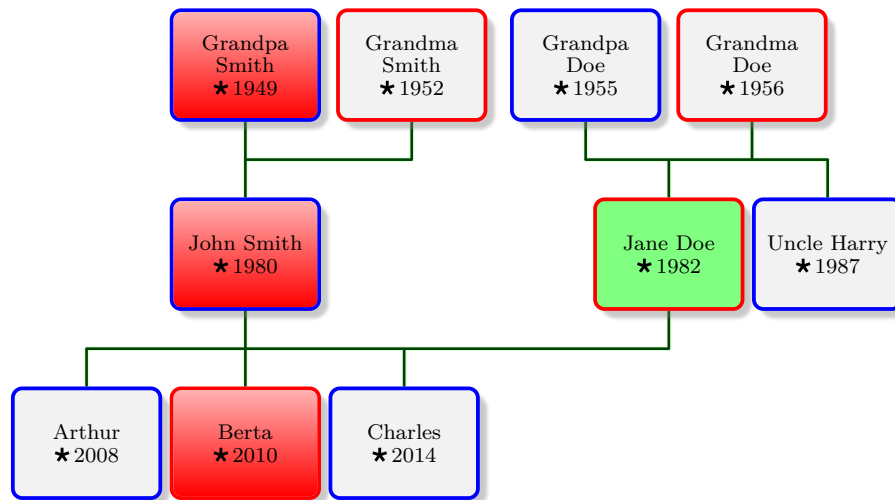 Grandpa
Smith
★1949
Grandma
Smith
★1952
Grandpa
Doe
★1955
Grandma
Doe
★1956
John Smith
★1980
Jane Doe
★1982
Uncle Harry
★1987
Arthur
★2008
Berta
★2010
Charles
★2014